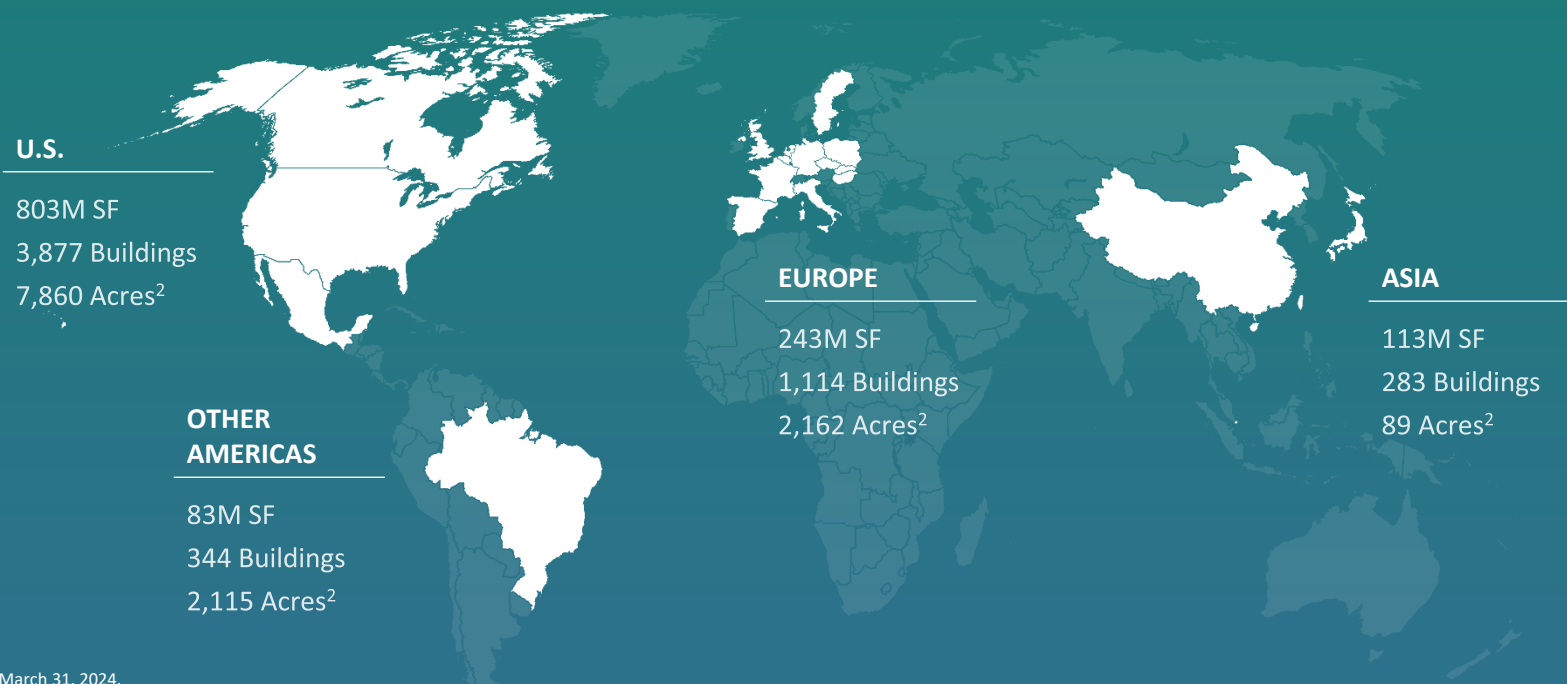 U.S.
803M SF
3,877 Buildings
7,860 Acres²
OTHER
AMERICAS
83M SF
344 Buildings
2,115 Acres²
EUROPE
243M SF
1,114 Buildings
2,162 Acres²
ASIA
113M SF
283 Buildings
89 Acres²
March 31, 2024.